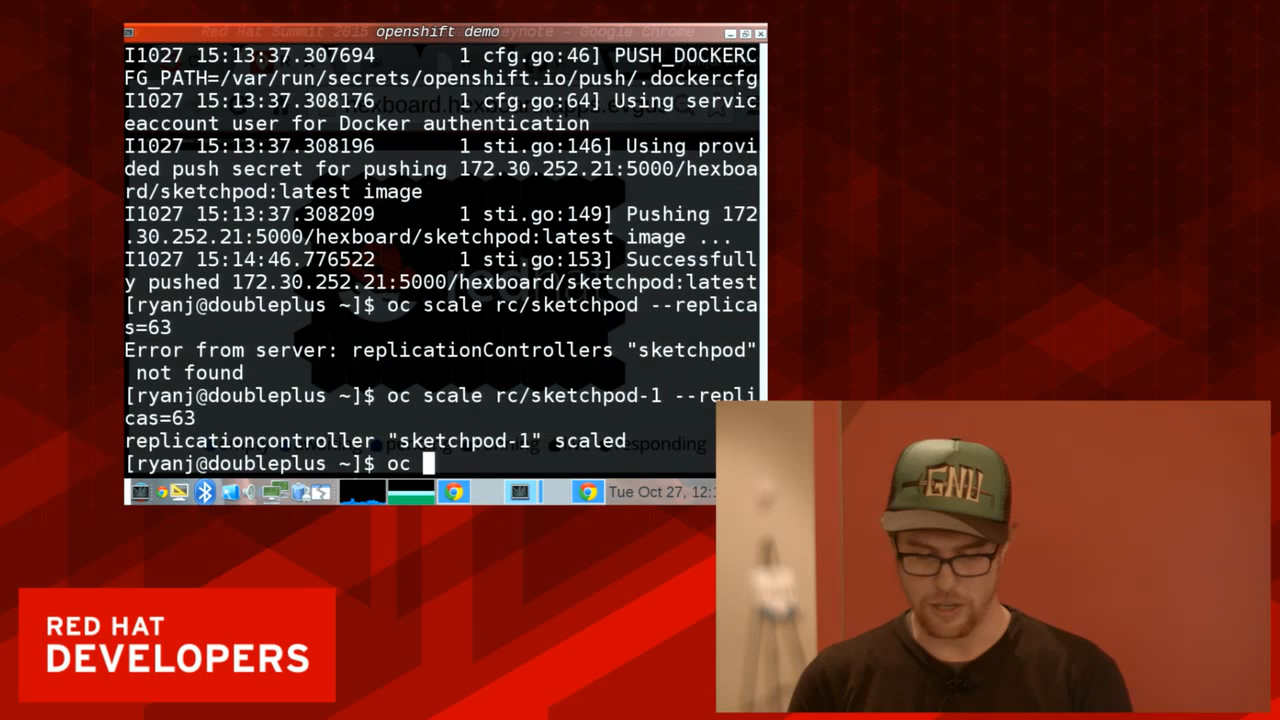 Red Hat Summit 2015 openshift demo eynote - Google Chrome
I1027 15:13:37.307694 1 cfg.go:46] PUSH_DOCKERC
FG_PATH=/var/run/secrets/openshift.io/push/.dockercfg
I1027 15:13:37.308176 1 cfg.go:64] Using servic
eaccount user for Docker authentication
I1027 15:13:37.308196 1 sti.go:146] Using provi
ded push secret for pushing 172.30.252.21:5000/hexboa
rd/sketchpod:latest image
I1027 15:13:37.308209 1 sti.go:149] Pushing 172
.30.252.21:5000/hexboard/sketchpod:latest image ...
I1027 15:14:46.776522 1 sti.go:153] Successfull
y pushed 172.30.252.21:5000/hexboard/sketchpod:latest
[ryanj@doubleplus ~]$ oc scale rc/sketchpod --replica
s=63
Error from server: replicationControllers "sketchpod"
not found
[ryanj@doubleplus ~]$ oc scale rc/sketchpod-1 --repli
cas=63
replicationcontroller "sketchpod-1" scaled
[ryanj@doubleplus ~]$ oc
Tue Oct 27, 12:
GNU
RED HAT
DEVELOPERS